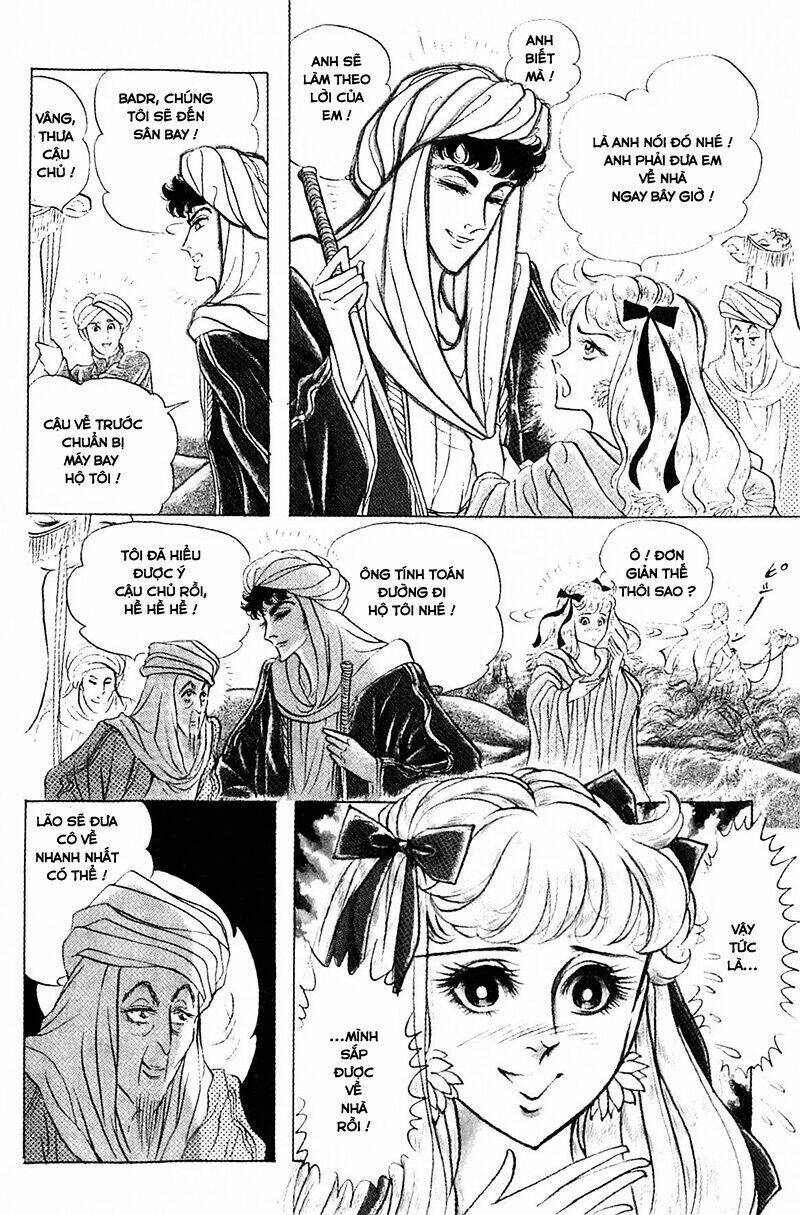 ANH
BIẾT
MÀ !
ANH SẼ
LÀM THEO
LỜI CỦA
EM !
LÀ ANH NÓI ĐÓ NHÉ !
ANH PHẢI ĐƯA EM
VỀ NHÀ
NGAY BÂY GIỜ !
BADR, CHÚNG
TÔI SẼ ĐẾN
SÂN BAY !
VÂNG,
THƯA
CẬU
CHỦ !
CẬU VỀ TRƯỚC
CHUẨN BỊ
MÁY BAY
HỘ TÔI !
TÔI ĐÃ HIỂU
ĐƯỢC Ý
CẬU CHỦ RỒI,
HỀ HỀ HỀ !
ÔNG TÍNH TOÁN
ĐƯỜNG ĐI
HỘ TÔI NHÉ !
Ô ! ĐƠN
GIẢN THẾ
THÔI SAO ?
LÃO SẼ ĐƯA
CÔ VỀ
NHANH NHẤT
CÓ THỂ !
VẬY
TỨC
LÀ...
...MÌNH
SẮP
ĐƯỢC
VỀ
NHÀ
RỒI !